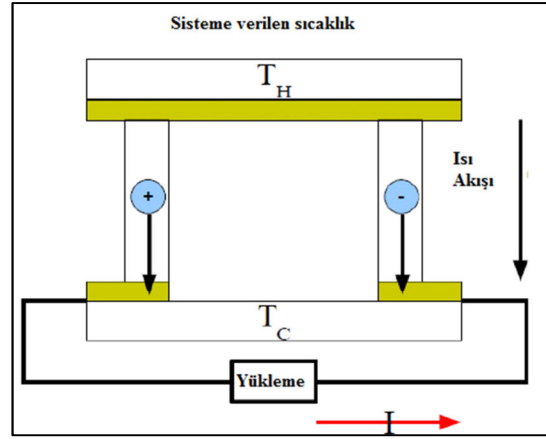 Sisteme verilen sıcaklık
T_H
Isı
Akışı
+
-
T_C
Yükleme
I